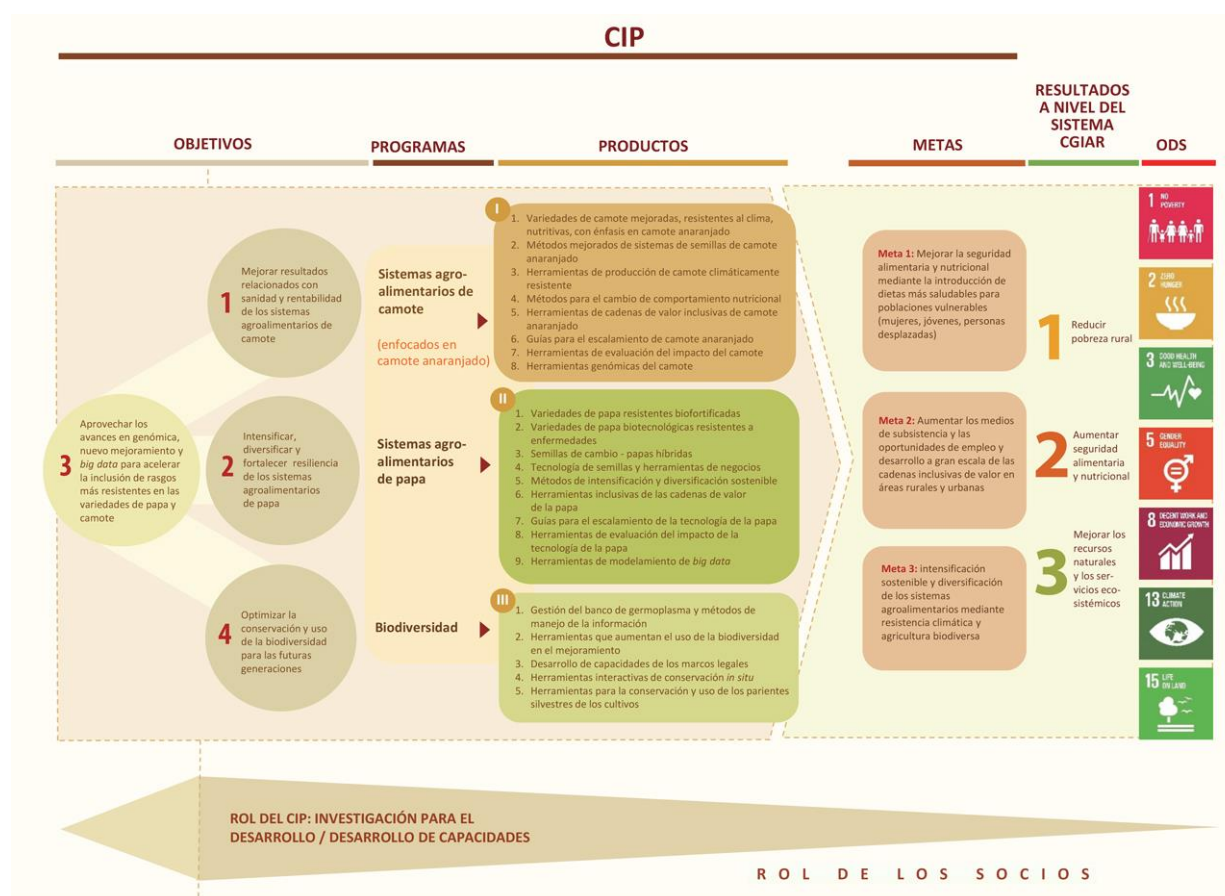 CIP
OBJETIVOS
PROGRAMAS
PRODUCTOS
METAS
RESULTADOS
A NIVEL DEL
SISTEMA
CGIAR
ODS
1
Mejorar resultados
relacionados con
sanidad y rentabilidad
de los sistemas
agroalimentarios de
camote
3
Aprovechar los
avances en genómica,
nuevo mejoramiento y
big data para acelerar
la inclusión de rasgos
más resistentes en las
variedades de papa y
camote
2
Intensificar,
diversificar y
fortalecer resiliencia
de los sistemas
agroalimentarios
de papa
4
Optimizar la
conservación y uso
de la biodiversidad
para las futuras
generaciones
Sistemas agro-
alimentarios de
camote
(enfocados en
camote anaranjado)
Sistemas agro-
alimentarios
de papa
Biodiversidad
I
1. Variedades de camote mejoradas, resistentes al clima,
nutritivas, con énfasis en camote anaranjado
2. Métodos mejorados de sistemas de semillas de camote
anaranjado
3. Herramientas de producción de camote climáticamente
resistente
4. Métodos para el cambio de comportamiento nutricional
5. Herramientas de cadenas de valor inclusivas de camote
anaranjado
6. Guías para el escalamiento de camote anaranjado
7. Herramientas de evaluación del impacto del camote
8. Herramientas genómicas del camote
II
1. Variedades de papa resistentes biofortificadas
2. Variedades de papa biotecnológicas resistentes a
enfermedades
3. Semillas de cambio - papas híbridas
4. Tecnología de semillas y herramientas de negocios
5. Métodos de intensificación y diversificación sostenible
6. Herramientas inclusivas de las cadenas de valor
de la papa
7. Guías para el escalamiento de la tecnología de la papa
8. Herramientas de evaluación del impacto de la
tecnología de la papa
9. Herramientas de modelamiento de big data
III
1. Gestión del banco de germoplasma y métodos de
manejo de la información
2. Herramientas que aumentan el uso de la biodiversidad
en el mejoramiento
3. Desarrollo de capacidades de los marcos legales
4. Herramientas interactivas de conservación in situ
5. Herramientas para la conservación y uso de los parientes
silvestres de los cultivos
Meta 1: Mejorar la seguridad
alimentaria y nutricional
mediante la introducción de
dietas más saludables para
poblaciones vulnerables
(mujeres, jóvenes, personas
desplazadas)
Meta 2: Aumentar los medios
de subsistencia y las
oportunidades de empleo y
desarrollo a gran escala de las
cadenas inclusivas de valor en
áreas rurales y urbanas
Meta 3: intensificación
sostenible y diversificación
de los sistemas
agroalimentarios mediante
resistencia climática y
agricultura biodiversa
1
Reducir
pobreza rural
2
Aumentar
seguridad
alimentaria
y nutricional
3
Mejorar los
recursos
naturales
y los ser-
vicios eco-
sistémicos
1 NO
POVERTY
2 ZERO
HUNGER
3 GOOD HEALTH
AND WELL-BEING
5 GENDER
EQUALITY
8 DECENT WORK AND
ECONOMIC GROWTH
13 CLIMATE
ACTION
15 LIFE
ON LAND
ROL DEL CIP: INVESTIGACIÓN PARA EL
DESARROLLO / DESARROLLO DE CAPACIDADES
ROL DE LOS SOCIOS